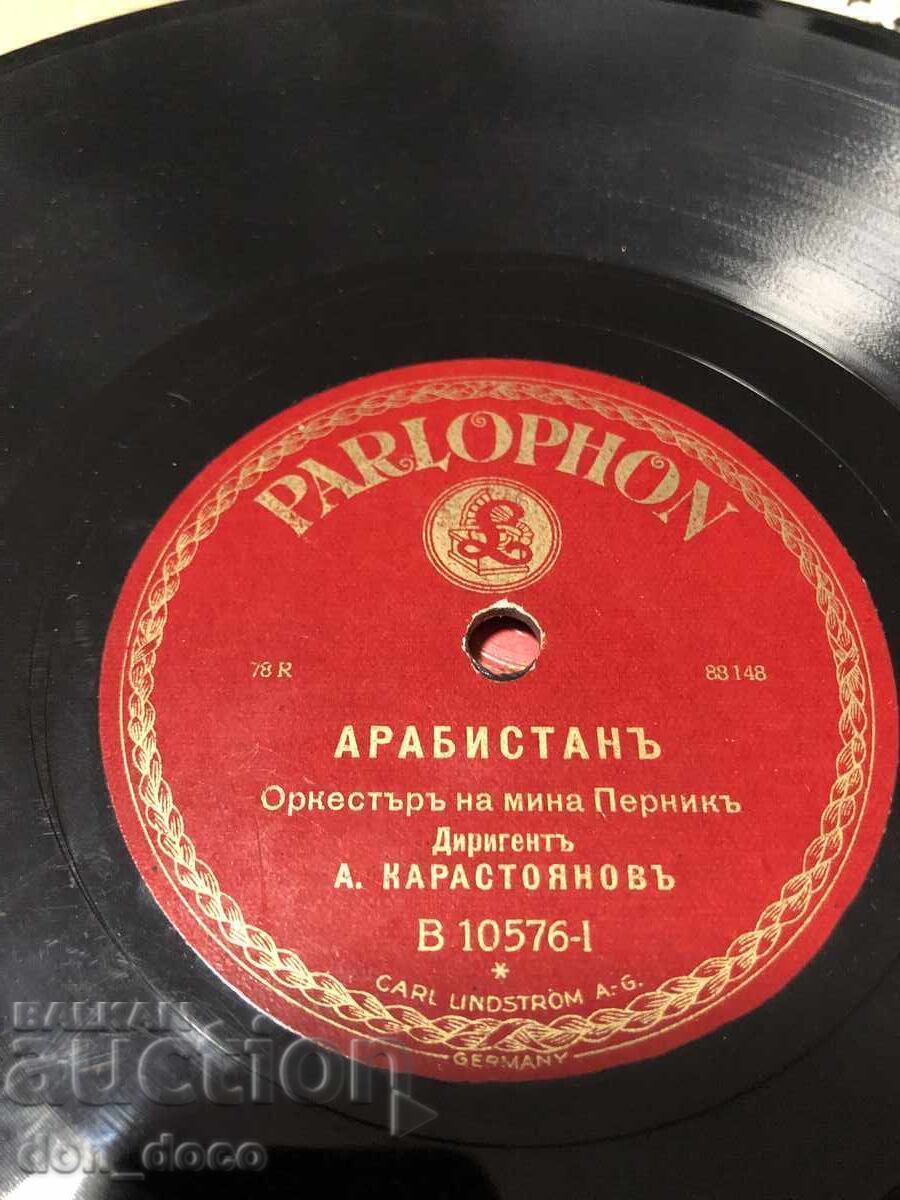 PARLOPHON
78 R
83148
АРАБИСТАНЪ
Оркестъръ на мина Перникъ
Диригентъ
А. КАРАСТОЯНОВЪ
B 10576-I
*
CARL LINDSTRÖM A.-G.
GERMANY
BALKAN
auction
don_doco